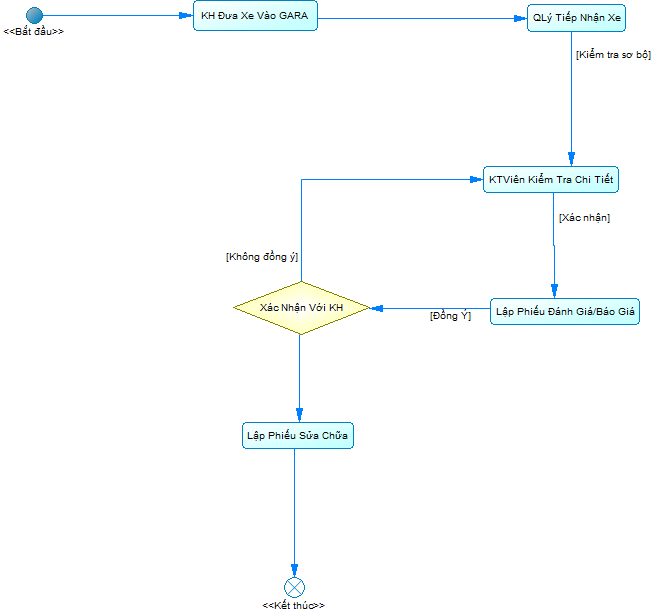 <<Bắt đầu>>
KH Đưa Xe Vào GARA
QLý Tiếp Nhận Xe
[Kiểm tra sơ bộ]
KTViên Kiểm Tra Chi Tiết
[Xác nhận]
[Không đồng ý]
Xác Nhận Với KH
[Đồng Ý]
Lập Phiếu Đánh Giá/Báo Giá
Lập Phiếu Sửa Chữa
<<Kết thúc>>